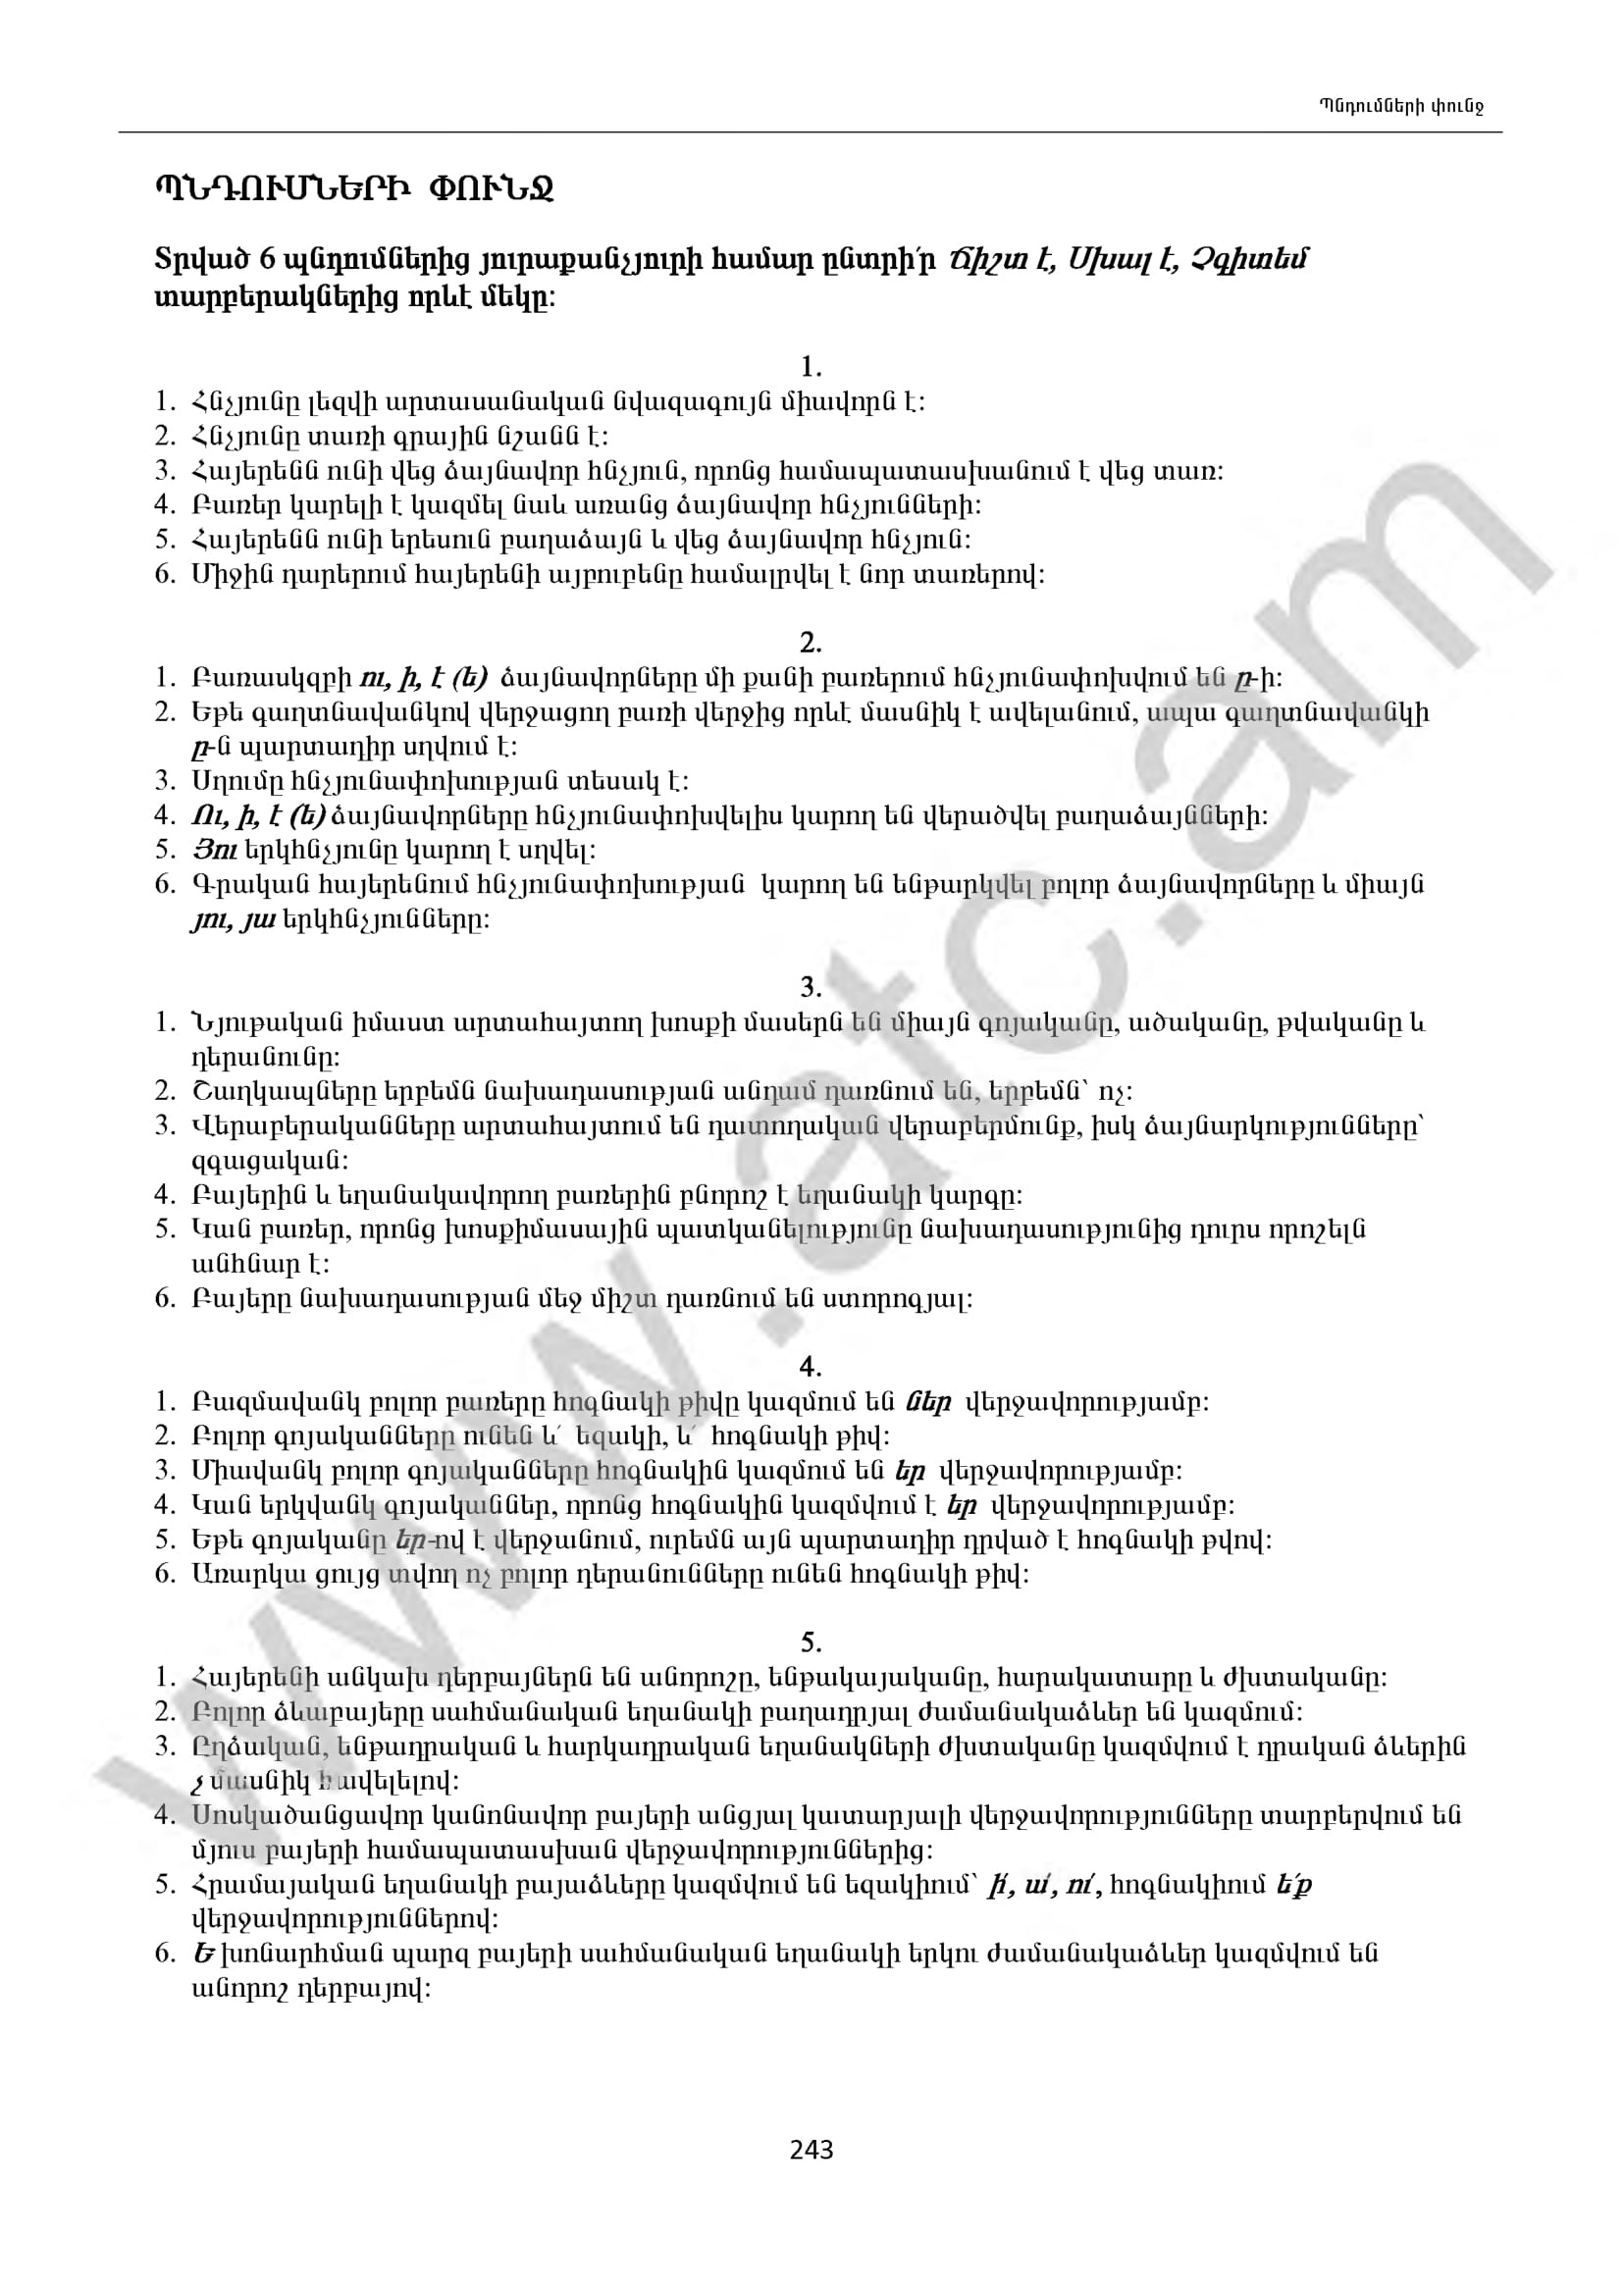 Պնդումների փունջ
ՊՆԴՈՒՄՆԵՐԻ ՓՈՒՆՋ
Տրված 6 պնդումներից յուրաքանչյուրի համար ընտրի՛ր Ճիշտ է, Սխալ է, Չգիտեմ
տարբերակներից որևէ մեկը:
1.
1. Հնչյունը լեզվի արտասանական նվազագույն միավորն է:
2. Հնչյունը տառի գրային նշանն է:
3. Հայերենն ունի վեց ձայնավոր հնչյուն, որոնց համապատասխանում է վեց տառ:
4. Բառեր կարելի է կազմել նաև առանց ձայնավոր հնչյունների:
5. Հայերենն ունի երեսուն բաղաձայն և վեց ձայնավոր հնչյուն:
6. Միջին դարերում հայերենի այբուբենը համալրվել է նոր տառերով:
2.
1. Բառասկզբի ու, ի, է (ե) ձայնավորները մի քանի բառերում հնչյունափոխվում են ը-ի:
2. Եթե գաղտնավանկով վերջացող բառի վերջից որևէ մասնիկ է ավելանում, ապա գաղտնավանկի
ը-ն պարտադիր սղվում է:
3. Սղումը հնչյունափոխության տեսակ է:
4. Ու, ի, է (ե) ձայնավորները հնչյունափոխվելիս կարող են վերածվել բաղաձայնների:
5. Յու երկհնչյունը կարող է սղվել:
6. Գրական հայերենում հնչյունափոխության կարող են ենթարկվել բոլոր ձայնավորները և միայն
յու, յա երկհնչյունները:
3.
1. Նյութական իմաստ արտահայտող խոսքի մասերն են միայն գոյականը, ածականը, թվականը և
դերանունը:
2. Շաղկապները երբեմն նախադասության անդամ դառնում են, երբեմն՝ ոչ:
3. Վերաբերականները արտահայտում են դատողական վերաբերմունք, իսկ ձայնարկությունները՝
զգացական:
4. Բայերին և եղանակավորող բառերին բնորոշ է եղանակի կարգը:
5. Կան բառեր, որոնց խոսքիմասային պատկանելությունը նախադասությունից դուրս որոշելն
անհնար է:
6. Բայերը նախադասության մեջ միշտ դառնում են ստորոգյալ:
4.
1. Բազմավանկ բոլոր բառերը հոգնակի թիվը կազմում են ներ վերջավորությամբ:
2. Բոլոր գոյականները ունեն և՛ եզակի, և՛ հոգնակի թիվ:
3. Միավանկ բոլոր գոյականները հոգնակին կազմում են եր վերջավորությամբ:
4. Կան երկվանկ գոյականներ, որոնց հոգնակին կազմվում է եր վերջավորությամբ:
5. Եթե գոյականը եր-ով է վերջանում, ուրեմն այն պարտադիր դրված է հոգնակի թվով:
6. Առարկա ցույց տվող ոչ բոլոր դերանունները ունեն հոգնակի թիվ:
5.
1. Հայերենի անկախ դերբայներն են անորոշը, ենթակայականը, հարակատարը և ժխտականը:
2. Բոլոր ձևաբայերը սահմանական եղանակի բաղադրյալ ժամանակաձևեր են կազմում:
3. Ըղձական, ենթադրական և հարկադրական եղանակների ժխտականը կազմվում է դրական ձևերին
չ մասնիկ հավելելով:
4. Սոսկածանցավոր կանոնավոր բայերի անցյալ կատարյալի վերջավորությունները տարբերվում են
մյուս բայերի համապատասխան վերջավորություններից:
5. Հրամայական եղանակի բայաձևերը կազմվում են եզակիում՝ ի՛, ա՛, ու՛, հոգնակիում ե՛ք
վերջավորություններով:
6. Ե խոնարհման պարզ բայերի սահմանական եղանակի երկու ժամանակաձևեր կազմվում են
անորոշ դերբայով:
www.atc.am
243